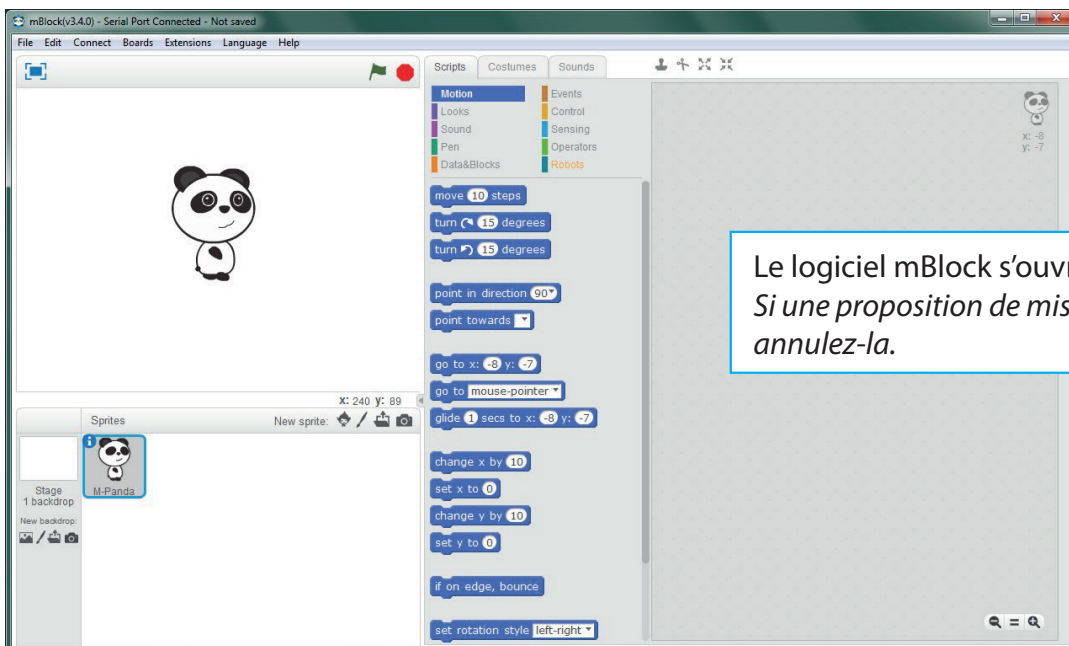 mBlock(v3.4.0) - Serial Port Connected - Not saved
File Edit Connect Boards Extensions Language Help
Scripts Costumes Sounds
Motion Events
Looks Control
Sound Sensing
Pen Operators
Data&Blocks Robots
x: -8
y: -7
move 10 steps
turn 15 degrees
turn 15 degrees
point in direction 90
point towards
go to x: -8 y: -7
go to mouse-pointer
glide 1 secs to x: -8 y: -7
change x by 10
set x to 0
change y by 10
set y to 0
if on edge, bounce
set rotation style left-right
Le logiciel mBlock s'ouvr
Si une proposition de mis
annulez-la.
X: 240 y: 89
Sprites New sprite:
M-Panda
Stage
1 backdrop
New backdrop: